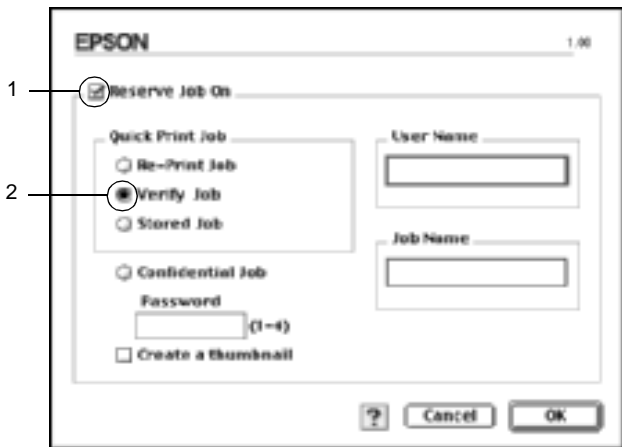 EPSON 1.00
1 Reserve Job On
Quick Print Job
Re-Print Job
2 Verify Job
Stored Job
Confidential Job
Password
(1-4)
Create a thumbnail
User Name
Job Name
? Cancel OK